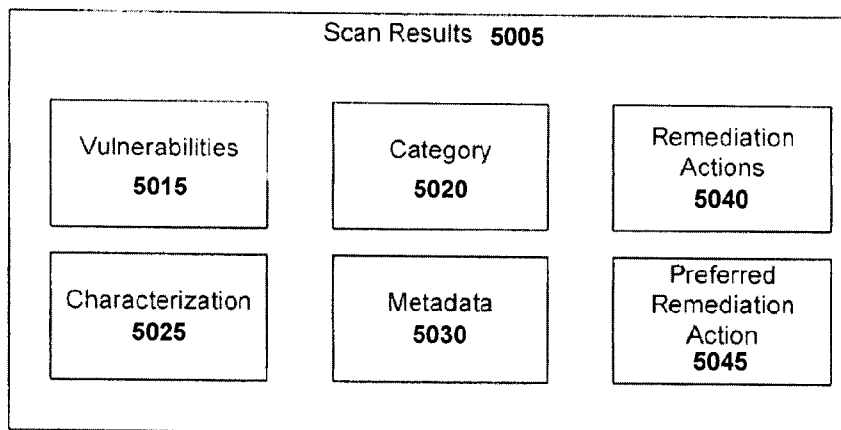 Scan Results 5005
Vulnerabilities
5015
Category
5020
Remediation
Actions
5040
Characterization
5025
Metadata
5030
Preferred
Remediation
Action
5045